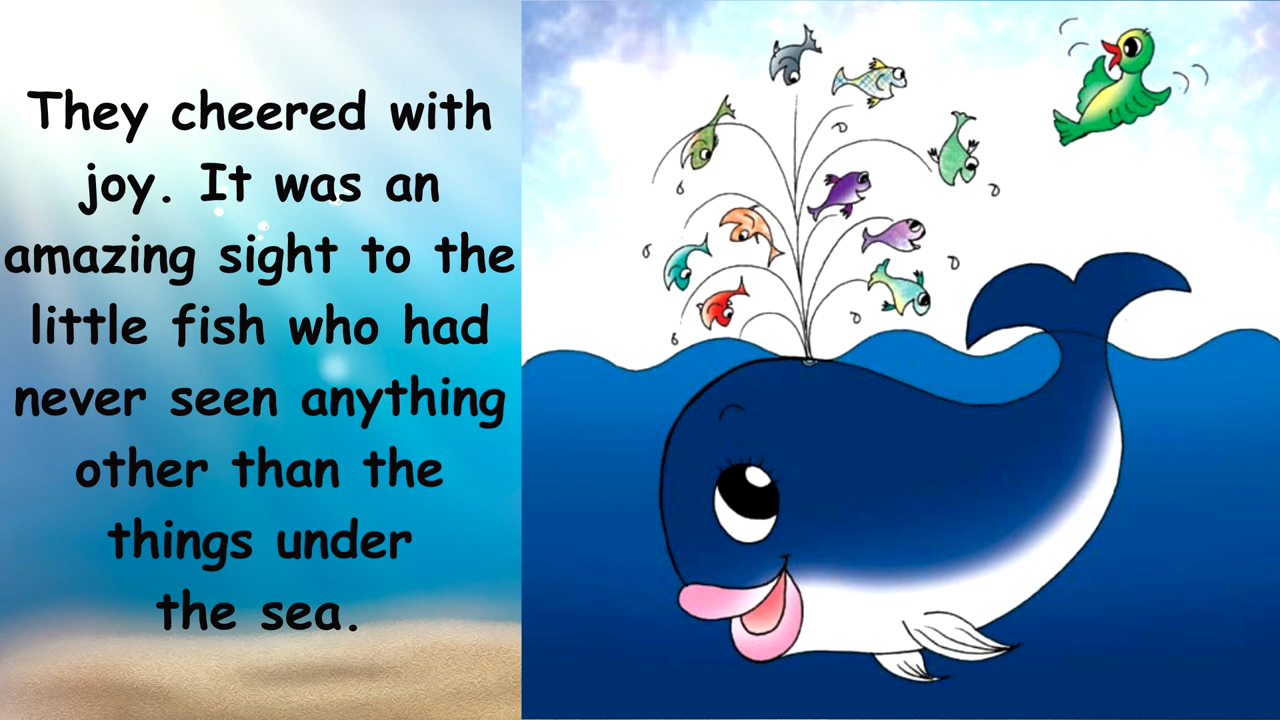 They cheered with
joy. It was an
amazing sight to the
little fish who had
never seen anything
other than the
things under
the sea.